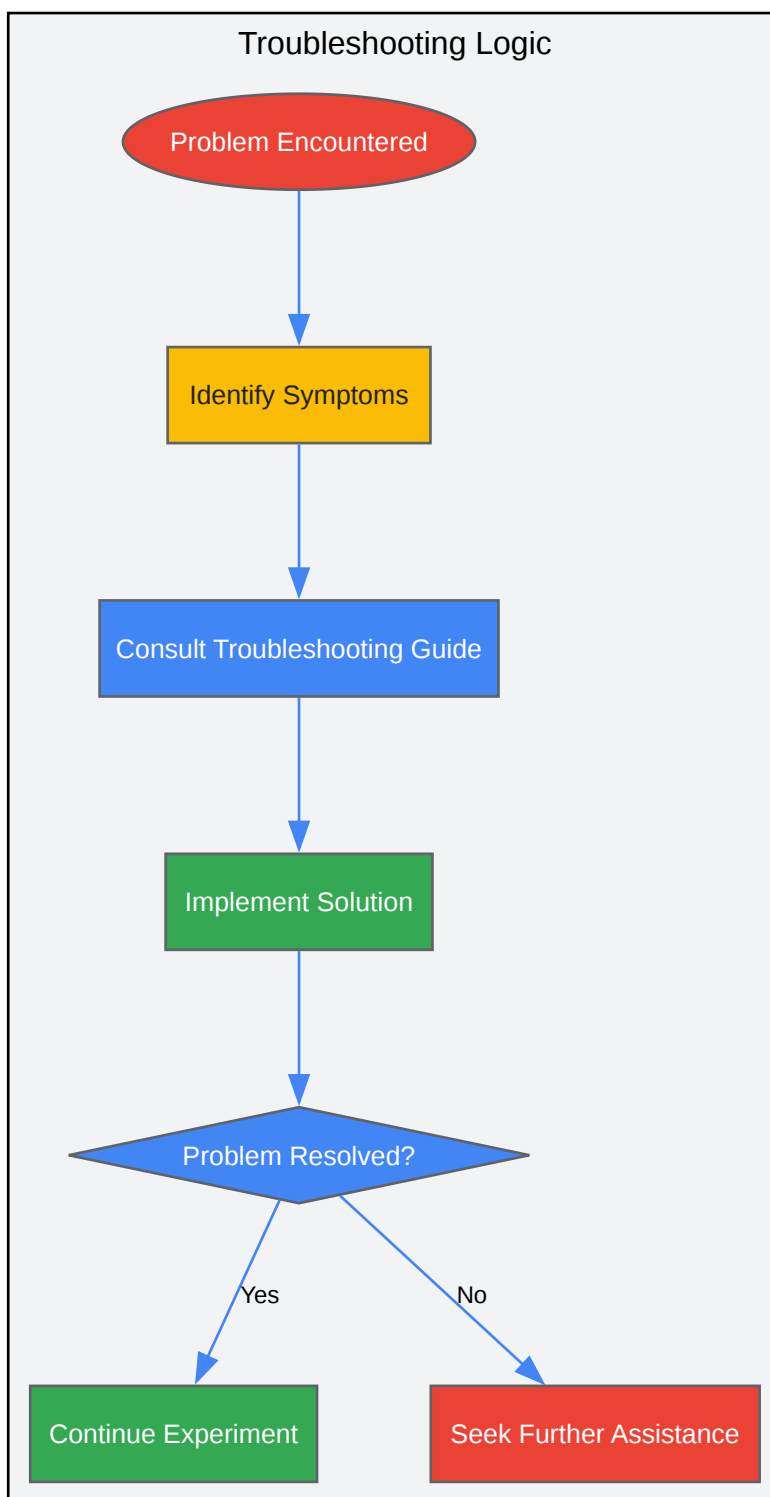 Troubleshooting Logic
Problem Encountered
Identify Symptoms
Consult Troubleshooting Guide
Implement Solution
Problem Resolved?
Yes
No
Continue Experiment
Seek Further Assistance